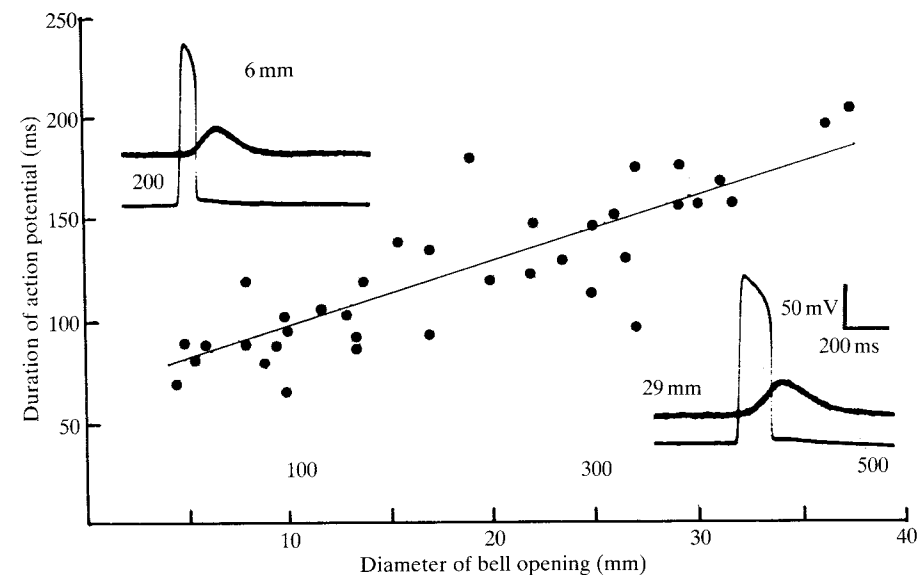 250
200
150
100
50
Duration of action potential (ms)
6 mm
200
50 mV
200 ms
29 mm
500
100
300
10
20
30
40
Diameter of bell opening (mm)